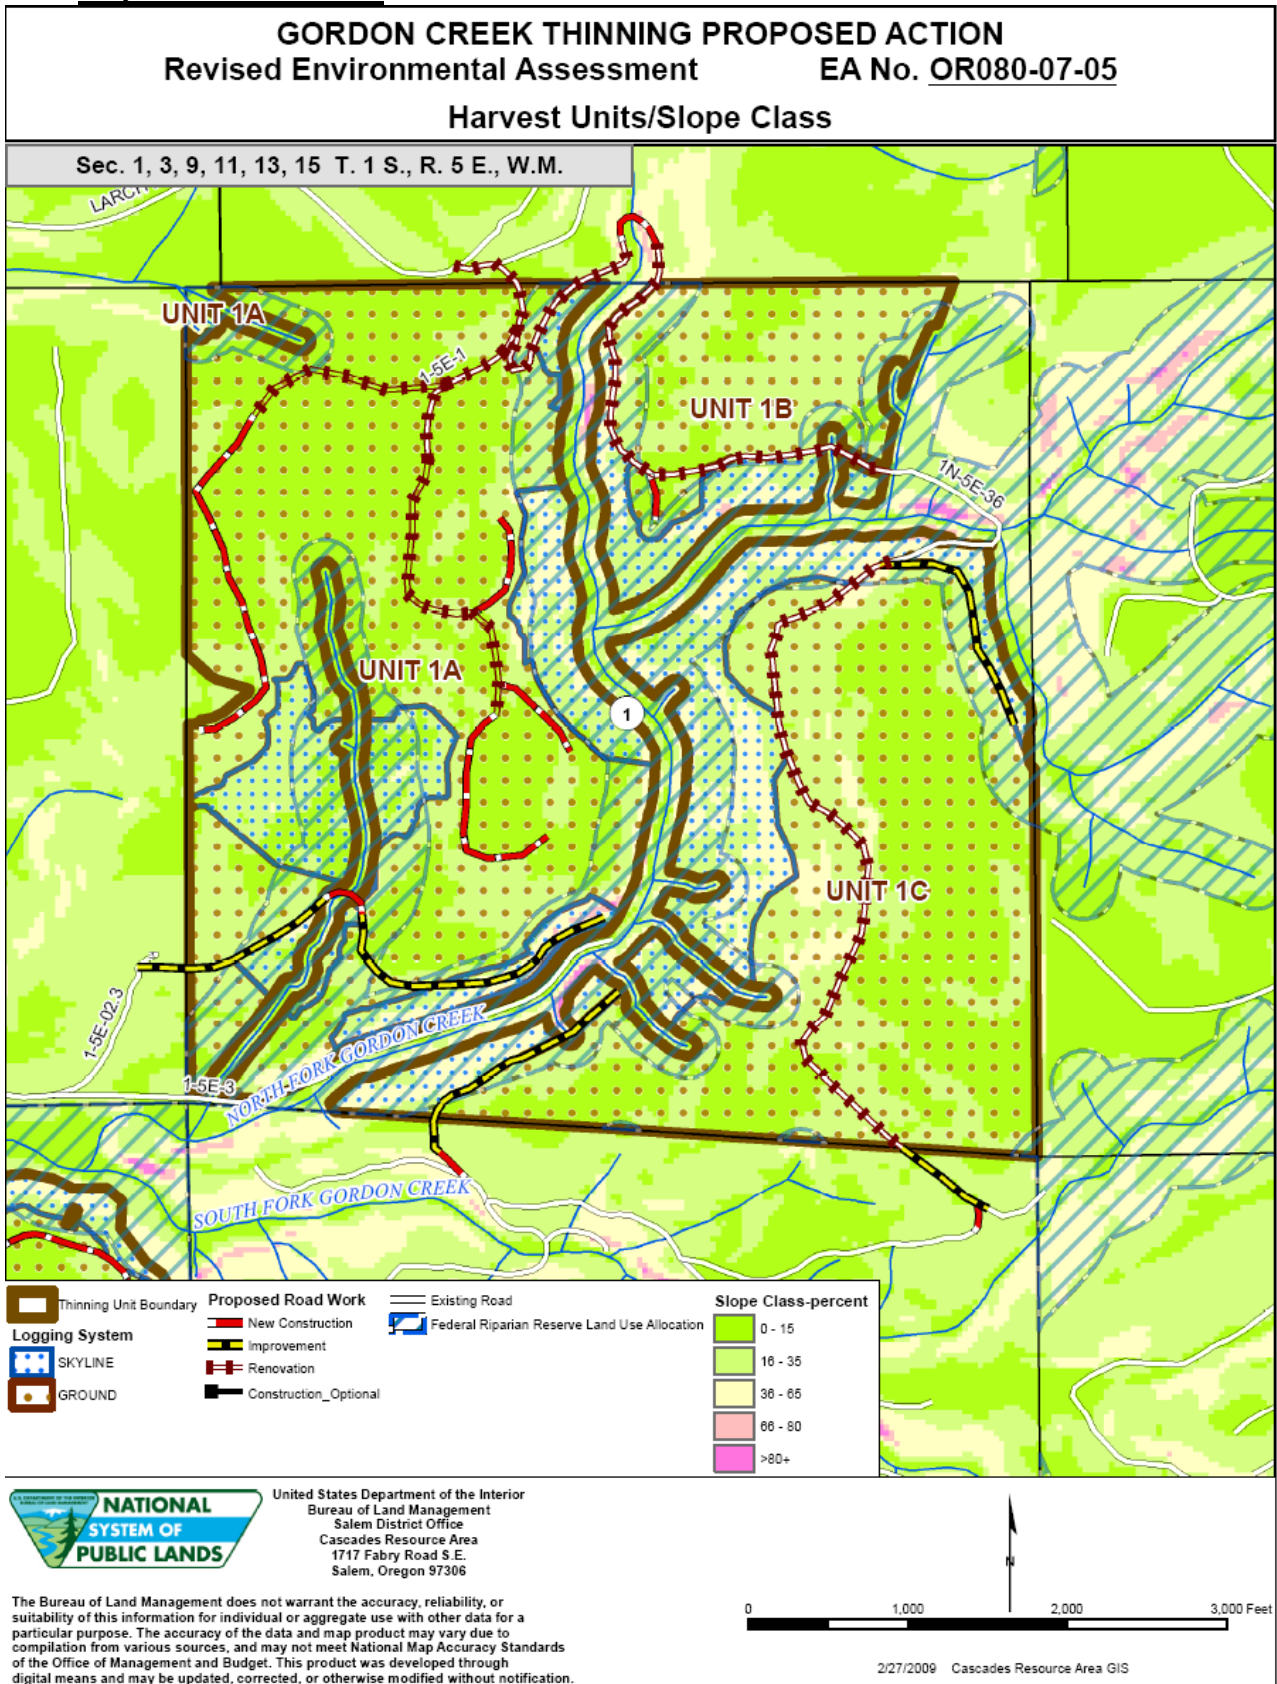 GORDON CREEK THINNING PROPOSED ACTION
Revised Environmental Assessment EA No. OR080-07-05
Harvest Units/Slope Class
Sec. 1, 3, 9, 11, 13, 15 T. 1 S., R. 5 E., W.M.
LARCH
UNIT 1A
1-5E-1
UNIT 1B
1N-5E-36
UNIT 1A
1
UNIT 1C
1-5E-02.3
1-5E-3
NORTH FORK GORDON CREEK
SOUTH FORK GORDON CREEK
Thinning Unit Boundary
Logging System
SKYLINE
GROUND
Proposed Road Work
New Construction
Improvement
Renovation
Construction_Optional
Existing Road
Federal Riparian Reserve Land Use Allocation
Slope Class-percent
0 - 15
16 - 35
36 - 65
66 - 80
>80+
NATIONAL
SYSTEM OF
PUBLIC LANDS
United States Department of the Interior
Bureau of Land Management
Salem District Office
Cascades Resource Area
1717 Fabry Road S.E.
Salem, Oregon 97306
The Bureau of Land Management does not warrant the accuracy, reliability, or
suitability of this information for individual or aggregate use with other data for a
particular purpose. The accuracy of the data and map product may vary due to
compilation from various sources, and may not meet National Map Accuracy Standards
of the Office of Management and Budget. This product was developed through
digital means and may be updated, corrected, or otherwise modified without notification.
N
0 1,000 2,000 3,000 Feet
2/27/2009 Cascades Resource Area GIS